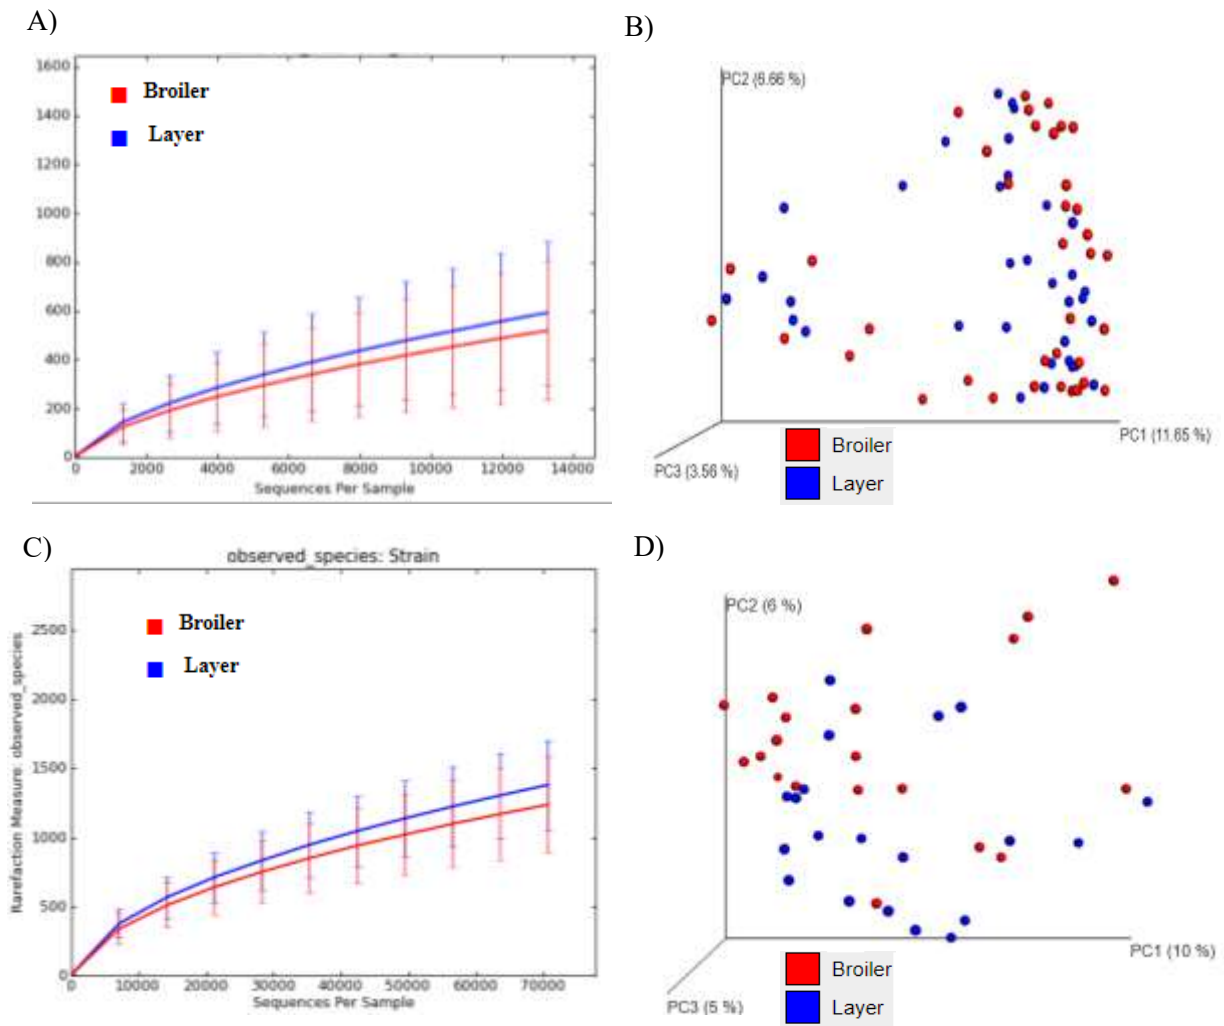 A)
1600
1400
1200
1000
800
600
400
200
0
Broiler
Layer
0 2000 4000 6000 8000 10000 12000 14000
Sequences Per Sample
B)
PC2 (6.66 %)
PC1 (11.65 %)
PC3 (3.56 %)
Broiler
Layer
C)
observed_species: Strain
Rarefaction Measure: observed_species
2500
2000
1500
1000
500
0
Broiler
Layer
0 10000 20000 30000 40000 50000 60000 70000
Sequences Per Sample
D)
PC2 (6 %)
PC1 (10 %)
PC3 (5 %)
Broiler
Layer